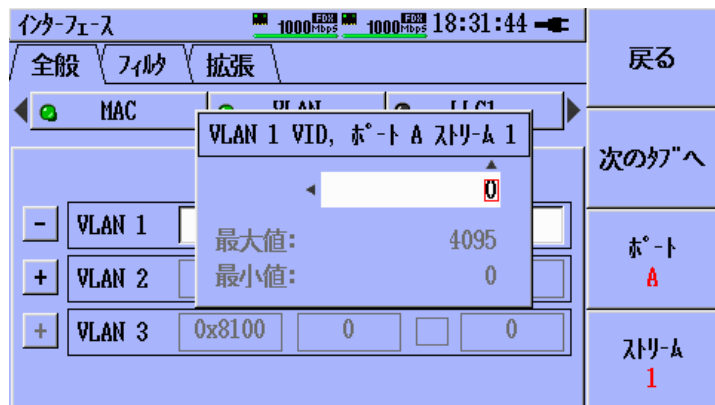 インターフェース 1000 FDX Mbps 1000 FDX Mbps 18:31:44
全般 フィルタ 拡張
MAC VLAN LLC1
VLAN 1 VID, ポート A ストリーム 1
0
最大値: 4095
最小値: 0
- VLAN 1
+ VLAN 2
+ VLAN 3 0x8100 0 0
戻る
次のタブへ
ポート
A
ストリーム
1